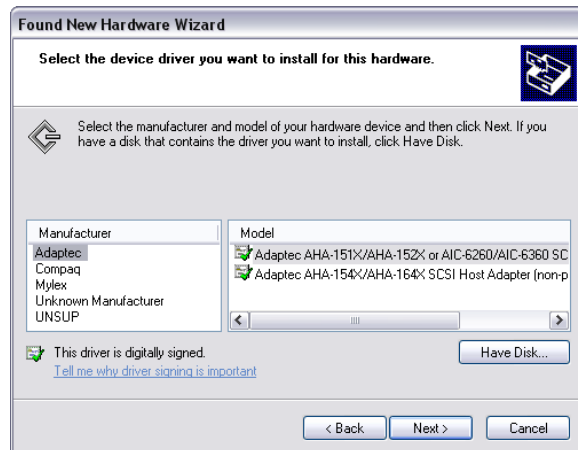 Found New Hardware Wizard
Select the device driver you want to install for this hardware.
Select the manufacturer and model of your hardware device and then click Next. If you
have a disk that contains the driver you want to install, click Have Disk.
Manufacturer
Adaptec
Compaq
Mylex
Unknown Manufacturer
UNSUP
Model
Adaptec AHA-151X/AHA-152X or AIC-6260/AIC-6360 SC
Adaptec AHA-154X/AHA-164X SCSI Host Adapter (non-p
This driver is digitally signed.
Tell me why driver signing is important
Have Disk...
< Back
Next >
Cancel